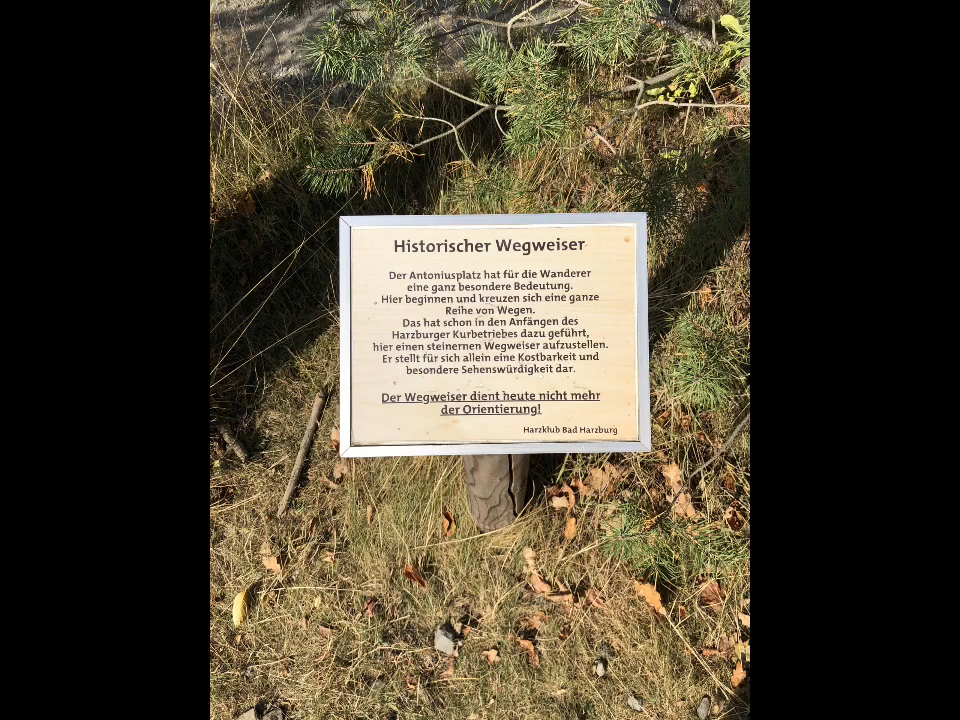 Historischer Wegweiser
Der Antoniusplatz hat für die Wanderer
eine ganz besondere Bedeutung.
Hier beginnen und kreuzen sich eine ganze
Reihe von Wegen.
Das hat schon in den Anfängen des
Harzburger Kurbetriebes dazu geführt,
hier einen steinernen Wegweiser aufzustellen.
Er stellt für sich allein eine Kostbarkeit und
besondere Sehenswürdigkeit dar.
Der Wegweiser dient heute nicht mehr
der Orientierung!
Harzklub Bad Harzburg